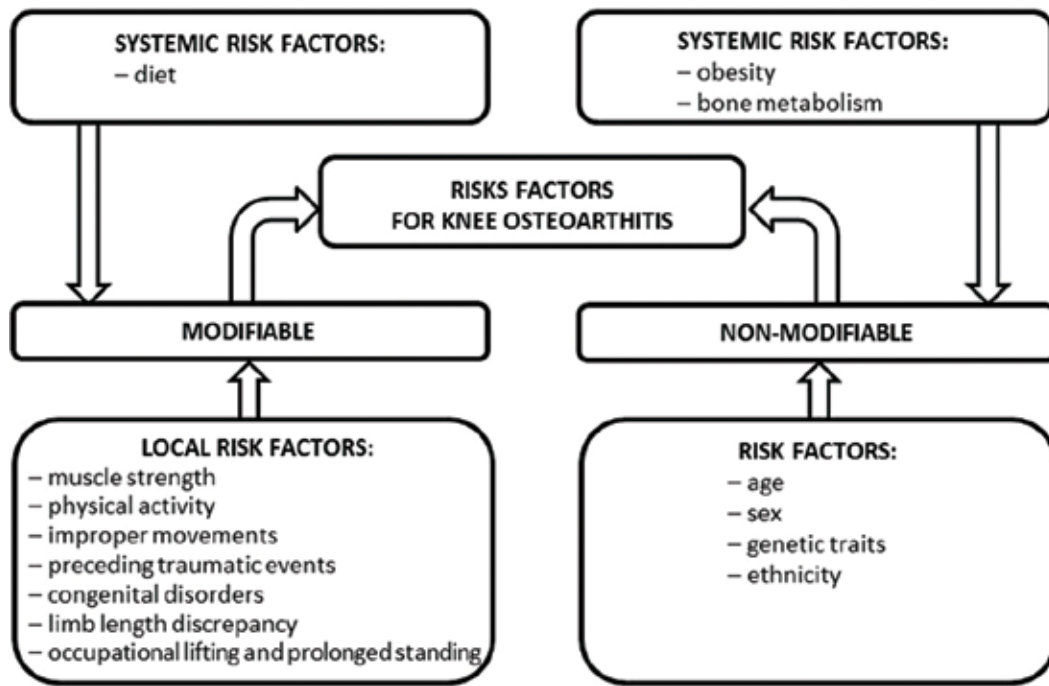 SYSTEMIC RISK FACTORS:
– diet
SYSTEMIC RISK FACTORS:
– obesity
– bone metabolism
RISKS FACTORS
FOR KNEE OSTEOARTHITIS
MODIFIABLE
NON-MODIFIABLE
LOCAL RISK FACTORS:
– muscle strength
– physical activity
– improper movements
– preceding traumatic events
– congenital disorders
– limb length discrepancy
– occupational lifting and prolonged standing
RISK FACTORS:
– age
– sex
– genetic traits
– ethnicity